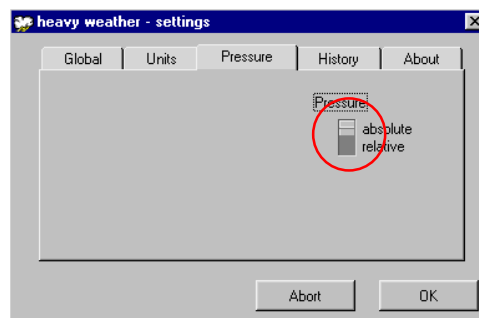 heavy weather - settings
Global Units Pressure History About
Pressure
absolute
relative
Abort OK